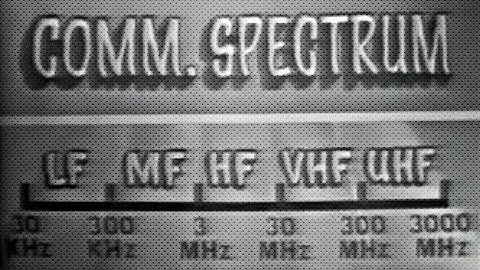 COMM. SPECTRUM
LF MF HF VHF UHF
30 300 3 30 300 3000
KHz KHz MHz MHz MHz MHz